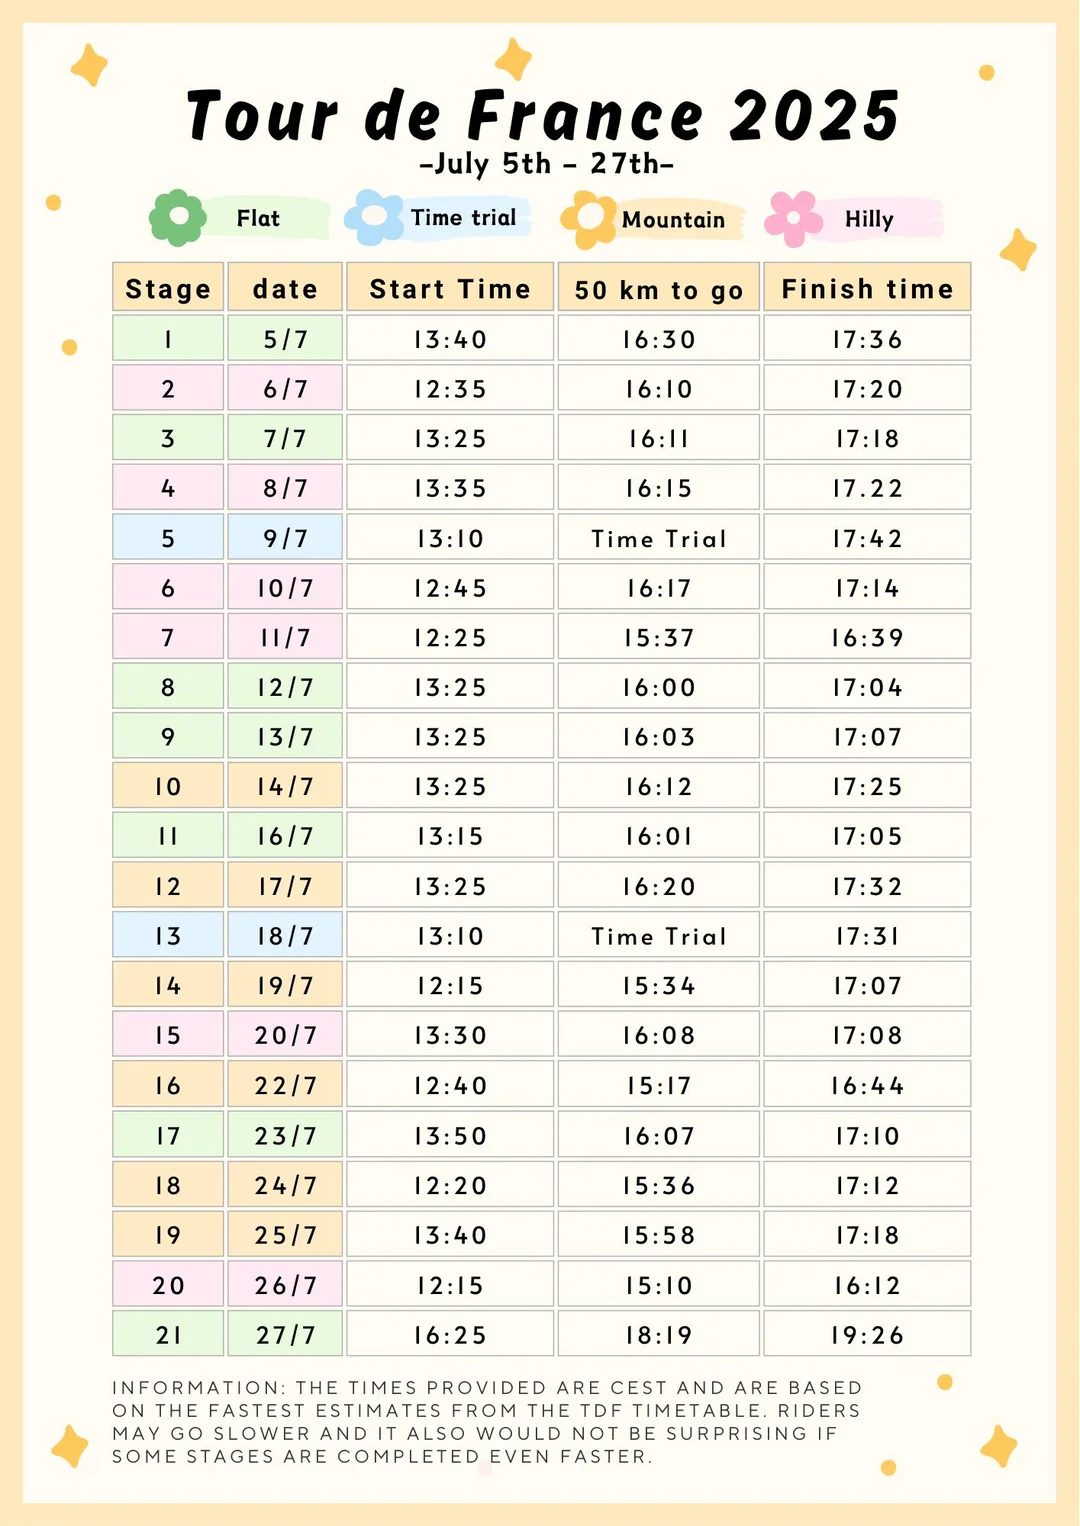 Tour de France 2025
-July 5th - 27th-
Flat Time trial Mountain Hilly
Stage date Start Time 50 km to go Finish time
1 5/7 13:40 16:30 17:36
2 6/7 12:35 16:10 17:20
3 7/7 13:25 16:11 17:18
4 8/7 13:35 16:15 17.22
5 9/7 13:10 Time Trial 17:42
6 10/7 12:45 16:17 17:14
7 11/7 12:25 15:37 16:39
8 12/7 13:25 16:00 17:04
9 13/7 13:25 16:03 17:07
10 14/7 13:25 16:12 17:25
11 16/7 13:15 16:01 17:05
12 17/7 13:25 16:20 17:32
13 18/7 13:10 Time Trial 17:31
14 19/7 12:15 15:34 17:07
15 20/7 13:30 16:08 17:08
16 22/7 12:40 15:17 16:44
17 23/7 13:50 16:07 17:10
18 24/7 12:20 15:36 17:12
19 25/7 13:40 15:58 17:18
20 26/7 12:15 15:10 16:12
21 27/7 16:25 18:19 19:26
INFORMATION: THE TIMES PROVIDED ARE CEST AND ARE BASED
ON THE FASTEST ESTIMATES FROM THE TDF TIMETABLE. RIDERS
MAY GO SLOWER AND IT ALSO WOULD NOT BE SURPRISING IF
SOME STAGES ARE COMPLETED EVEN FASTER.